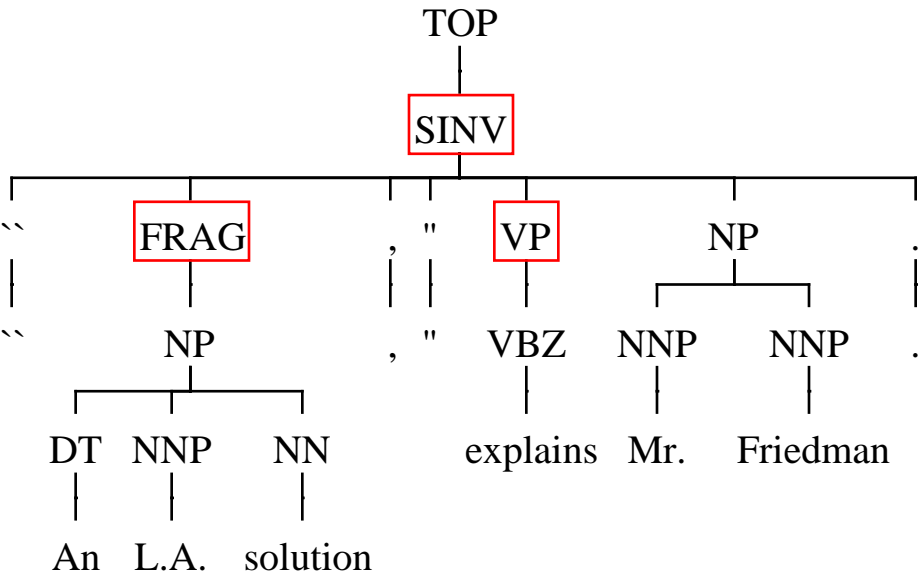 TOP
SINV
`` FRAG , " VP NP .
`` NP , " VBZ NNP NNP .
DT NNP NN explains Mr. Friedman
An L.A. solution